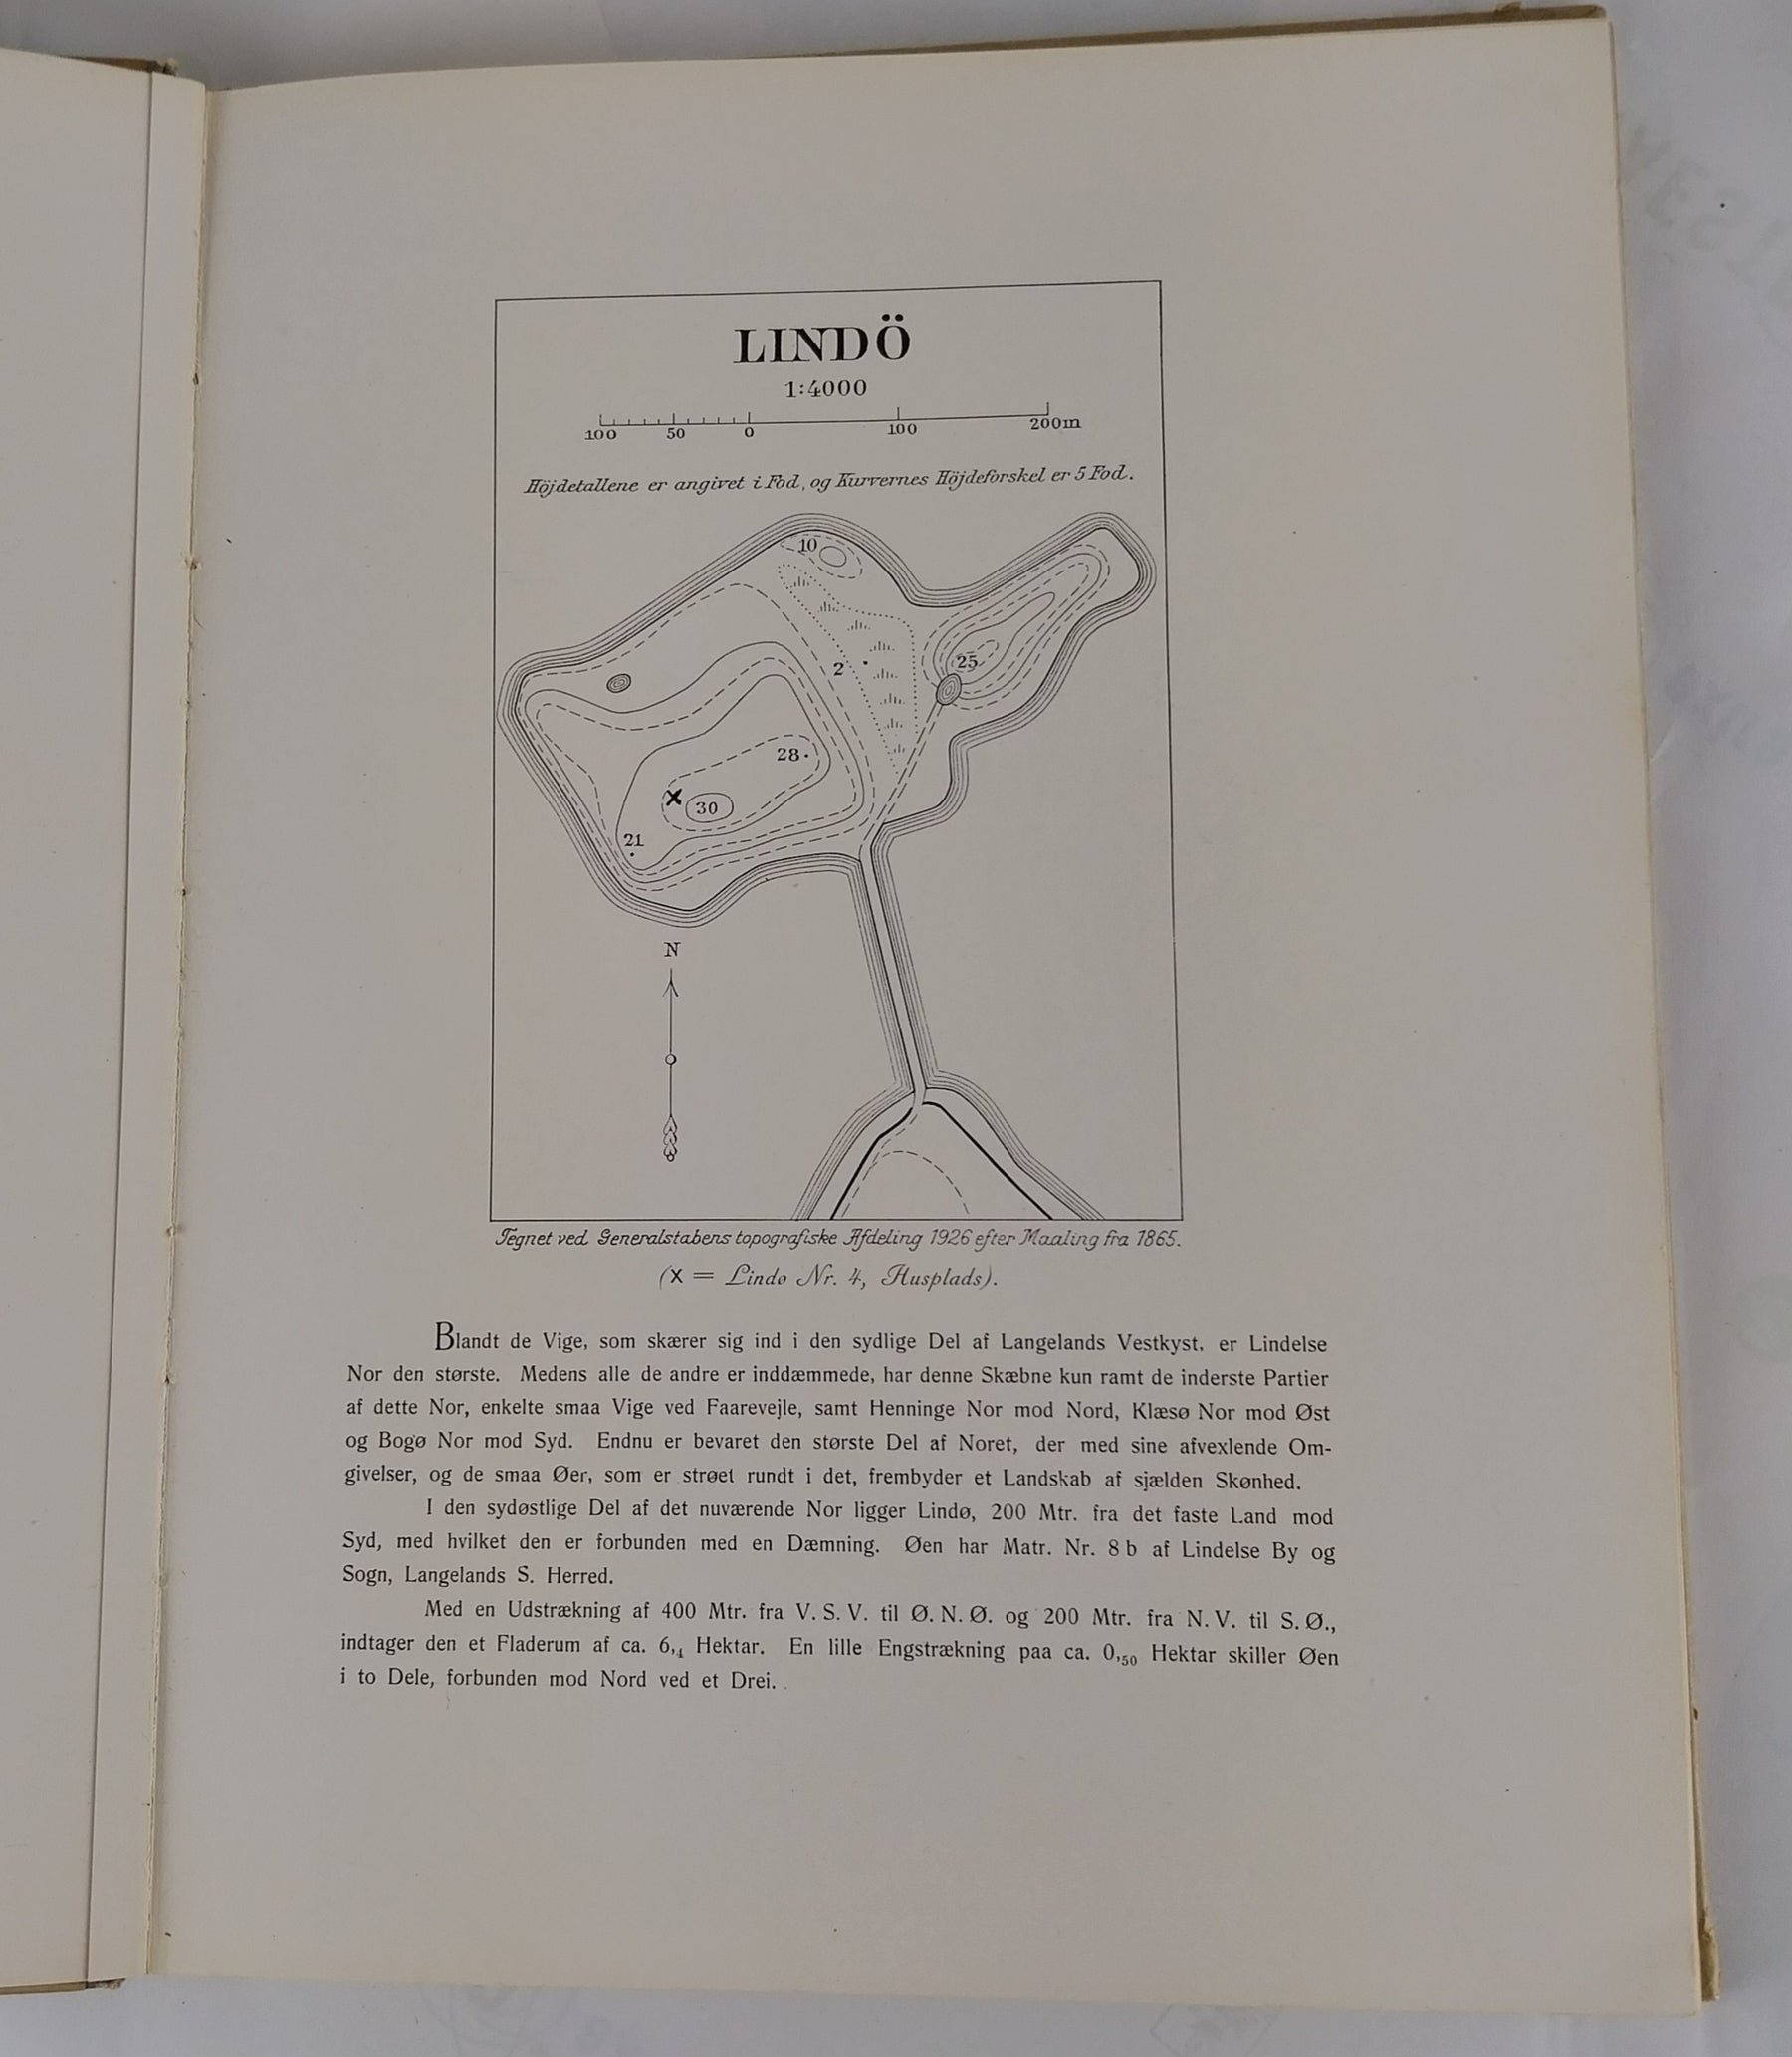 LINDÖ
1:4000
100 50 0 100 200m
Höjdetallene er angivet i Fod, og Kurvernes Höjdeforskel er 5 Fod.
10
2
25
28
30
21
N
Tegnet ved Generalstabens topografiske Afdeling 1926 efter Maaling fra 1865.
(x = Lindø Nr. 4, Husplads).
Blandt de Vige, som skærer sig ind i den sydlige Del af Langelands Vestkyst, er Lindelse
Nor den største. Medens alle de andre er inddæmmede, har denne Skæbne kun ramt de inderste Partier
af dette Nor, enkelte smaa Vige ved Faarevejle, samt Henninge Nor mod Nord, Klæsø Nor mod Øst
og Bogø Nor mod Syd. Endnu er bevaret den største Del af Noret, der med sine afvexlende Om-
givelser, og de smaa Øer, som er strøet rundt i det, frembyder et Landskab af sjælden Skønhed.
I den sydøstlige Del af det nuværende Nor ligger Lindø, 200 Mtr. fra det faste Land mod
Syd, med hvilket den er forbunden med en Dæmning. Øen har Matr. Nr. 8 b af Lindelse By og
Sogn, Langelands S. Herred.
Med en Udstrækning af 400 Mtr. fra V. S. V. til Ø. N. Ø. og 200 Mtr. fra N. V. til S. Ø.,
indtager den et Fladerum af ca. 6,4 Hektar. En lille Engstrækning paa ca. 0,50 Hektar skiller Øen
i to Dele, forbunden mod Nord ved et Drei.